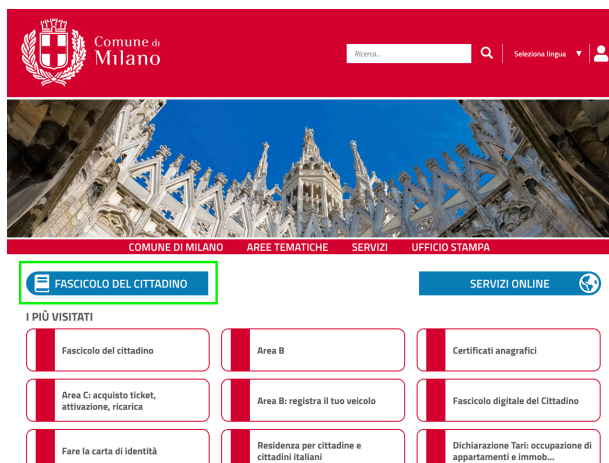 Comune di
Milano
Ricerca...
Seleziona lingua
COMUNE DI MILANO AREE TEMATICHE SERVIZI UFFICIO STAMPA
FASCICOLO DEL CITTADINO
SERVIZI ONLINE
I PIÙ VISITATI
Fascicolo del cittadino
Area B
Certificati anagrafici
Area C: acquisto ticket,
attivazione, ricarica
Area B: registra il tuo veicolo
Fascicolo digitale del Cittadino
Fare la carta di identità
Residenza per cittadine e
cittadini italiani
Dichiarazione Tari: occupazione di
appartamenti e immob...